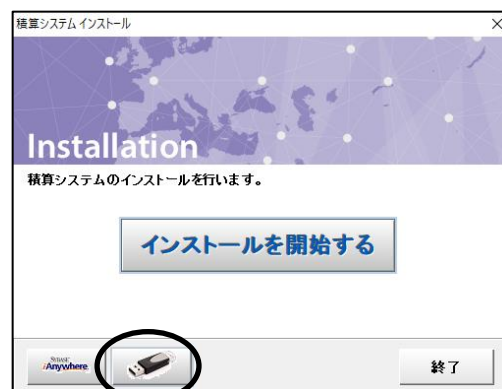 積算システム インストール
Installation
積算システムのインストールを行います。
インストールを開始する
SYBASE
iAnywhere
終了